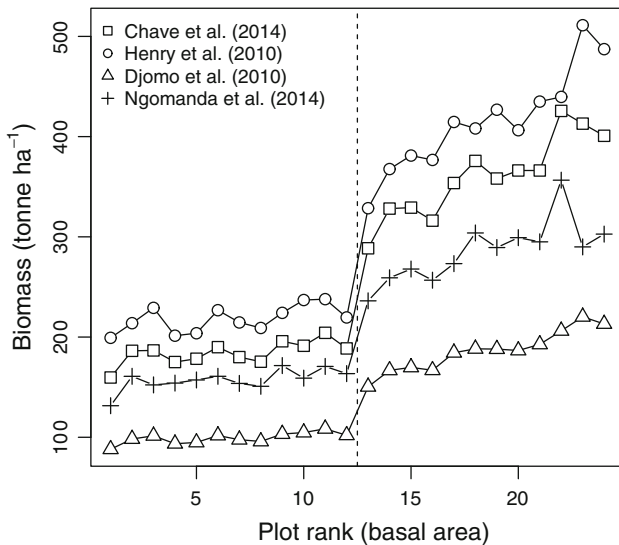 Chave et al. (2014)
Henry et al. (2010)
Djomo et al. (2010)
Ngomanda et al. (2014)
Biomass (tonne ha⁻¹)
500
400
300
200
100
5
10
15
20
Plot rank (basal area)